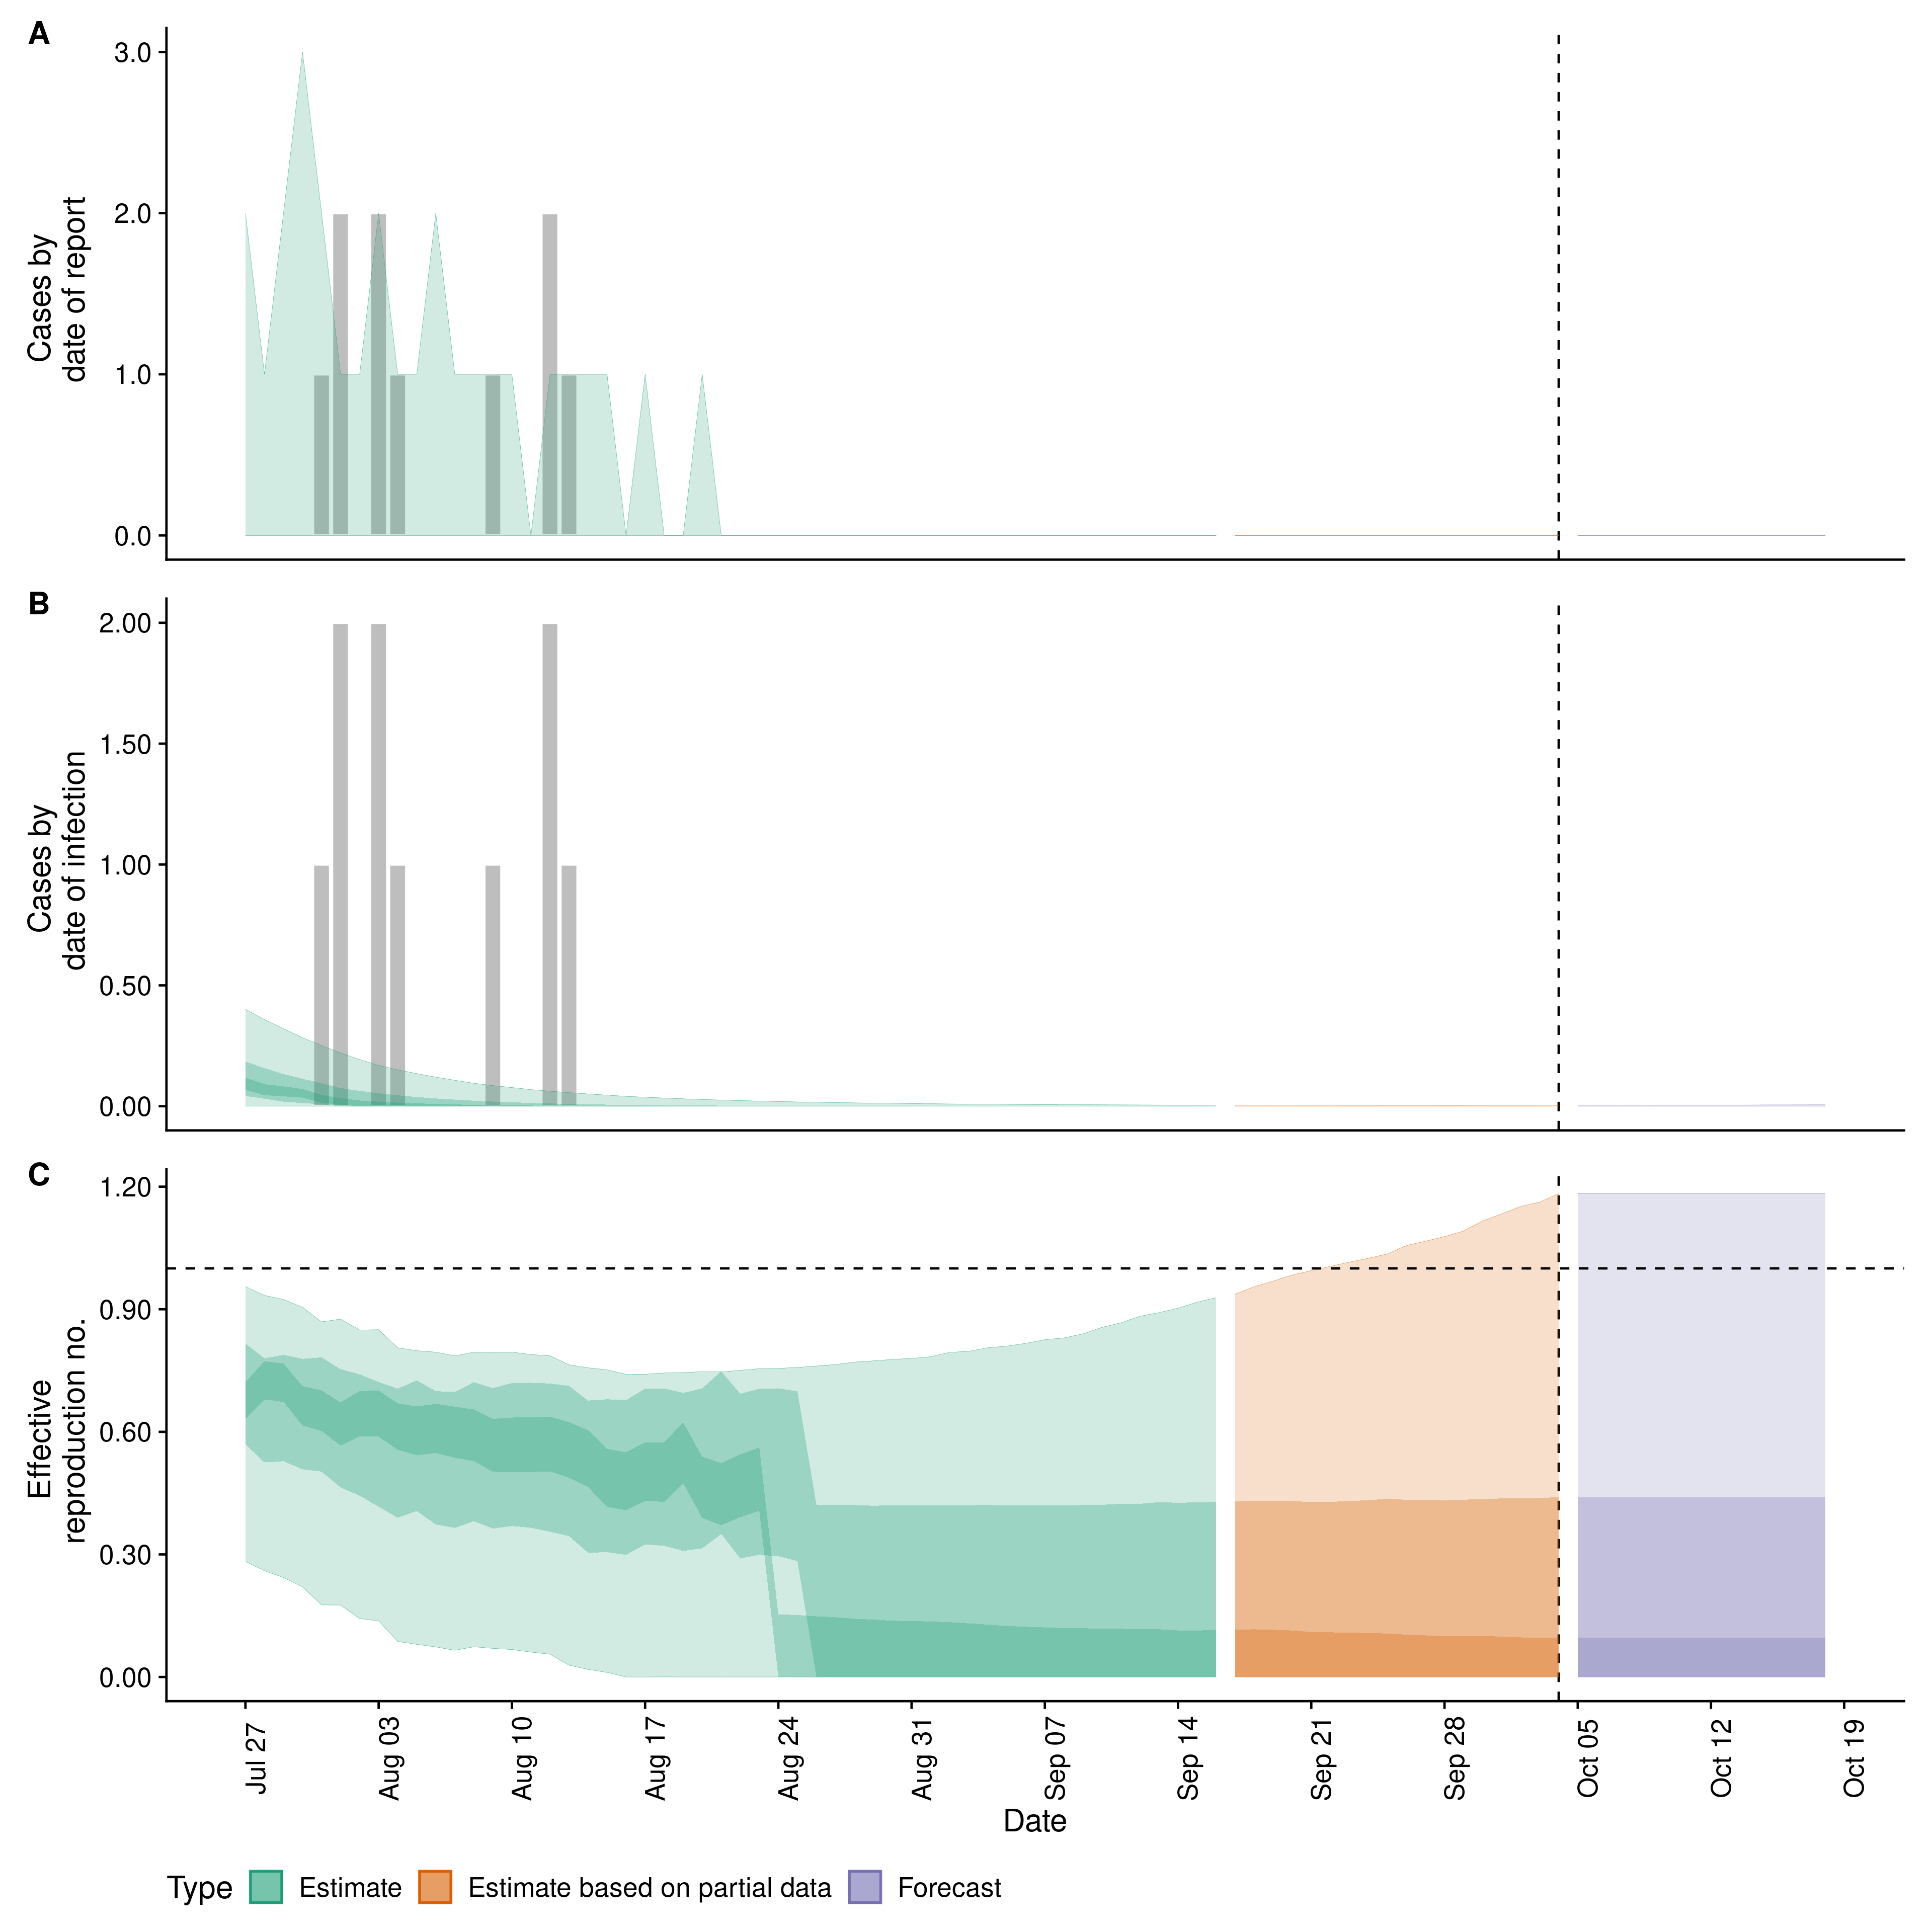 A
3.0
2.0
1.0
0.0
Cases by
date of report
B
2.00
1.50
1.00
0.50
0.00
Cases by
date of infection
C
1.20
0.90
0.60
0.30
0.00
Effective
reproduction no.
Jul 27
Aug 03
Aug 10
Aug 17
Aug 24
Aug 31
Sep 07
Sep 14
Sep 21
Sep 28
Oct 05
Oct 12
Oct 19
Date
Type
Estimate
Estimate based on partial data
Forecast